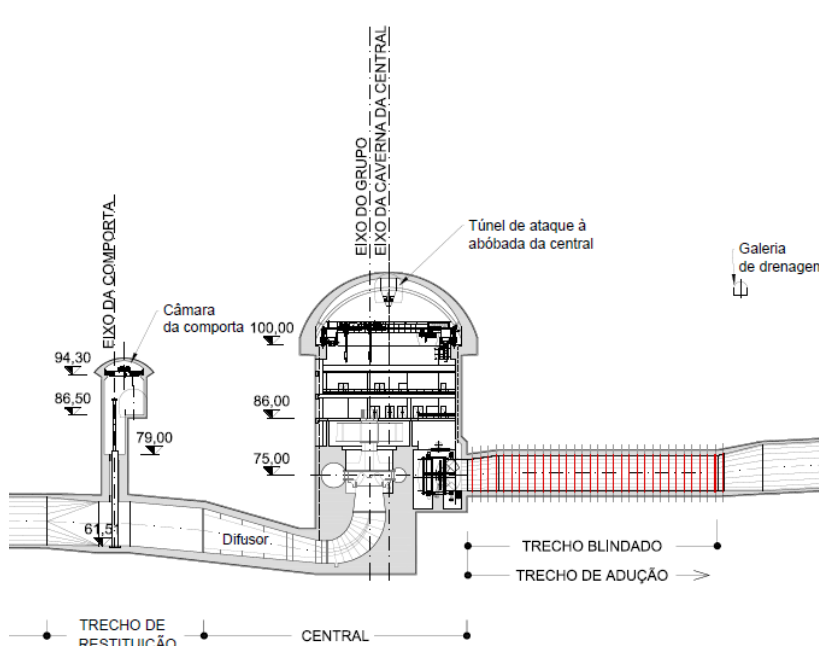 EIXO DA COMPORTA
EIXO DO GRUPO
EIXO DA CAVERNA DA CENTRAL
Túnel de ataque à
abóbada da central
Galeria
de drenagem
Câmara
da comporta
100,00
94,30
86,50
86,00
79,00
75,00
61,5
Difusor
TRECHO BLINDADO
TRECHO DE ADUÇÃO
TRECHO DE
RESTITUIÇÃO
CENTRAL